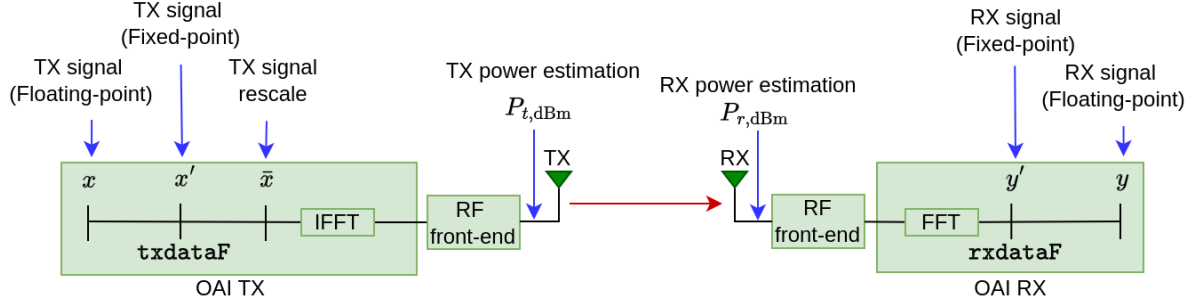 TX signal
(Fixed-point)
TX signal
(Floating-point)
TX signal
rescale
TX power estimation
P_{t,dBm}
RX power estimation
P_{r,dBm}
RX signal
(Fixed-point)
RX signal
(Floating-point)
x
x′
x̄
IFFT
txdataF
OAI TX
RF
front-end
TX
RX
RF
front-end
FFT
y′
y
rxdataF
OAI RX